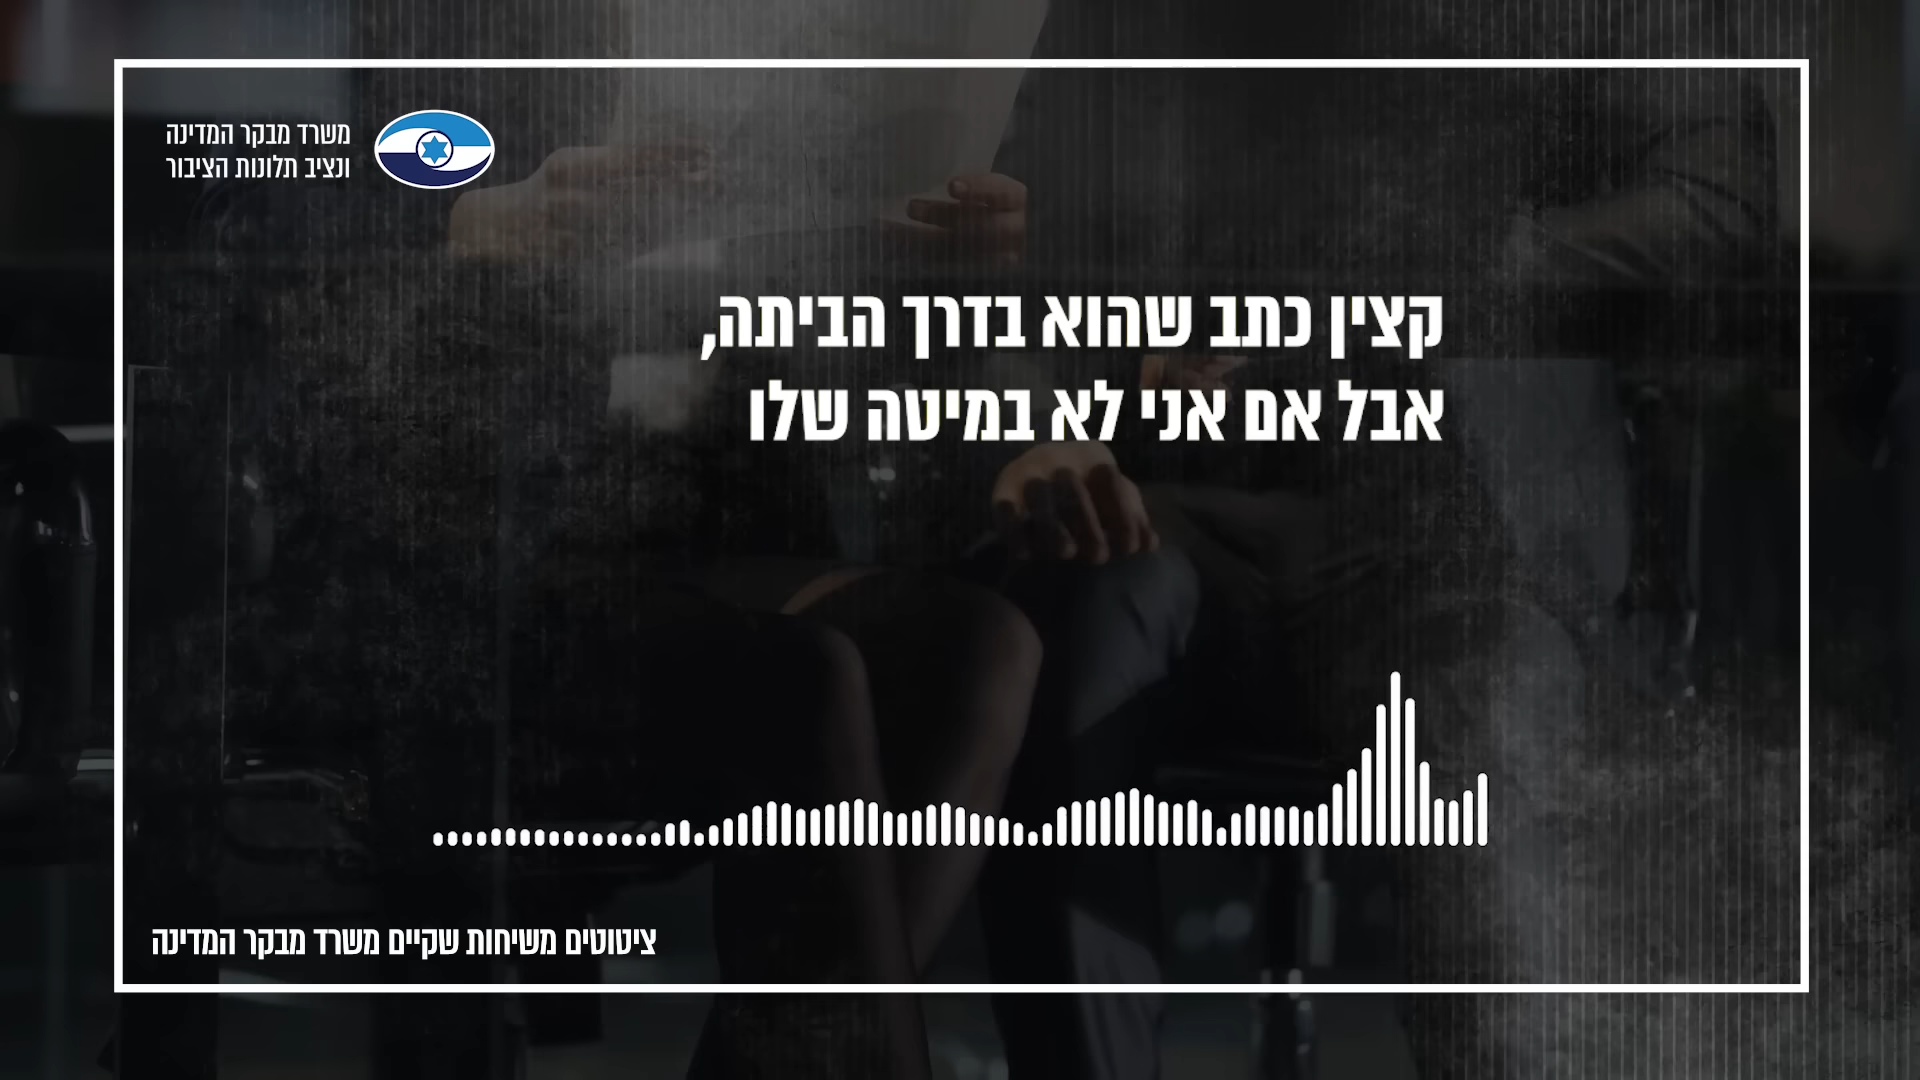 משרד מבקר המדינה
ונציב תלונות הציבור
קצין כתב שהוא בדרך הביתה,
אבל אם אני לא במיטה שלו
ציטוטים משיחות שקיים משרד מבקר המדינה